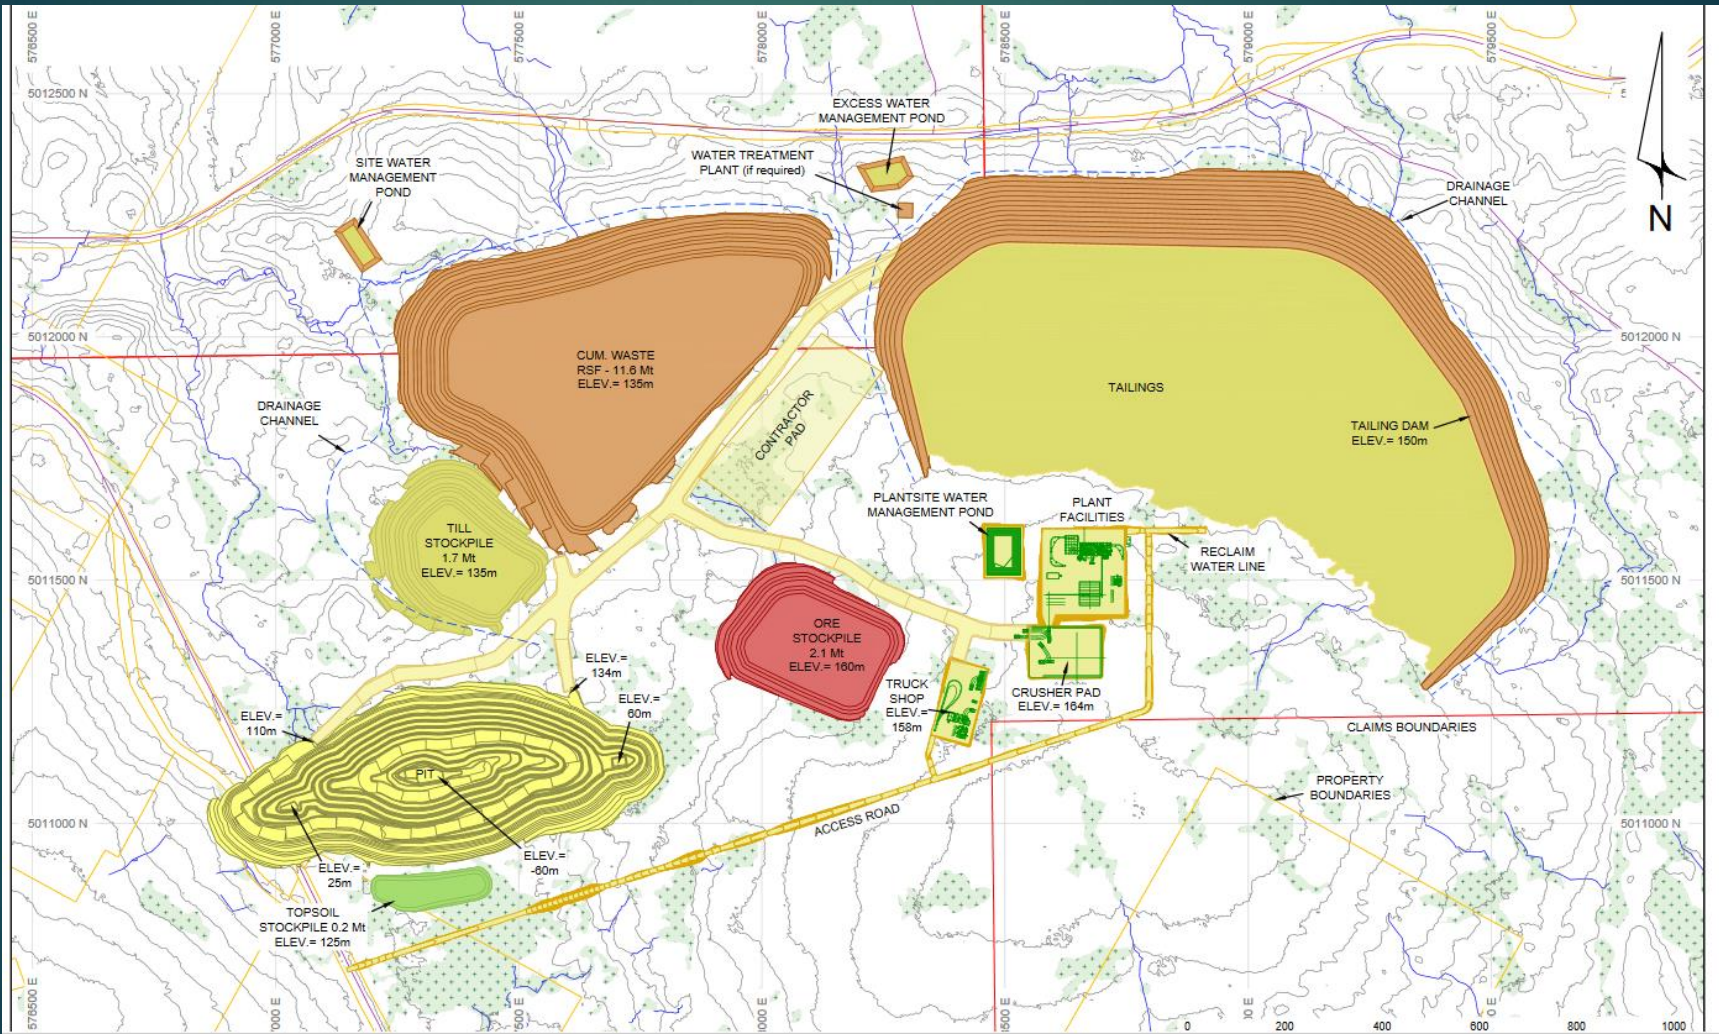 576500 E
577000 E
577500 E
578000 E
578500 E
579000 E
579500 E
5012500 N
EXCESS WATER
MANAGEMENT POND
WATER TREATMENT
PLANT (if required)
SITE WATER
MANAGEMENT
POND
DRAINAGE
CHANNEL
N
5012000 N
5012000 N
CUM. WASTE
RSF - 11.6 Mt
ELEV.= 135m
TAILINGS
DRAINAGE
CHANNEL
CONTRACTOR
PAD
TAILING DAM
ELEV.= 150m
PLANTSITE WATER
MANAGEMENT POND
PLANT
FACILITIES
TILL
STOCKPILE
1.7 Mt
ELEV.= 135m
RECLAIM
WATER LINE
5011500 N
5011500 N
ORE
STOCKPILE
2.1 Mt
ELEV.= 160m
ELEV.=
134m
ELEV.=
60m
TRUCK
SHOP
ELEV.=
158m
CRUSHER PAD
ELEV.= 164m
ELEV.=
110m
CLAIMS BOUNDARIES
PIT
PROPERTY
BOUNDARIES
5011000 N
5011000 N
ACCESS ROAD
ELEV.=
-60m
ELEV.=
25m
TOPSOIL
STOCKPILE 0.2 Mt
ELEV.= 125m
576500 E
0 200 400 600 800 1000